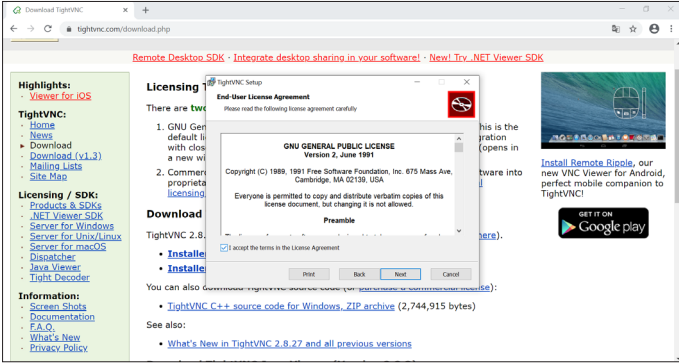 Download TightVNC
tightvnc.com/download.php
Remote Desktop SDK · Integrate desktop sharing in your software! · New! Try .NET Viewer SDK
Highlights:
Viewer for iOS
TightVNC:
Home
News
Download
Download (v1.3)
Mailing Lists
Site Map
Licensing / SDK:
Products & SDKs
.NET Viewer SDK
Server for Windows
Server for Unix/Linux
Server for macOS
Dispatcher
Java Viewer
Tight Decoder
Information:
Screen Shots
Documentation
F.A.Q.
What's New
Privacy Policy
Licensing
There are two
1. GNU Gen
default li
with clos
a new wi
2. Commerc
proprieta
licensing
his is the
gration
(opens in
tware into
Download
TightVNC 2.8.
here).
Installe
Installe
You can also download TightVNC source code (or purchase a commercial license):
TightVNC C++ source code for Windows, ZIP archive (2,744,915 bytes)
See also:
What's New in TightVNC 2.8.27 and all previous versions
TightVNC Setup
End-User License Agreement
Please read the following license agreement carefully
GNU GENERAL PUBLIC LICENSE
Version 2, June 1991
Copyright (C) 1989, 1991 Free Software Foundation, Inc. 675 Mass Ave,
Cambridge, MA 02139, USA
Everyone is permitted to copy and distribute verbatim copies of this
license document, but changing it is not allowed.
Preamble
I accept the terms in the License Agreement
Print
Back
Next
Cancel
Install Remote Ripple, our
new VNC Viewer for Android,
perfect mobile companion to
TightVNC!
GET IT ON
Google play